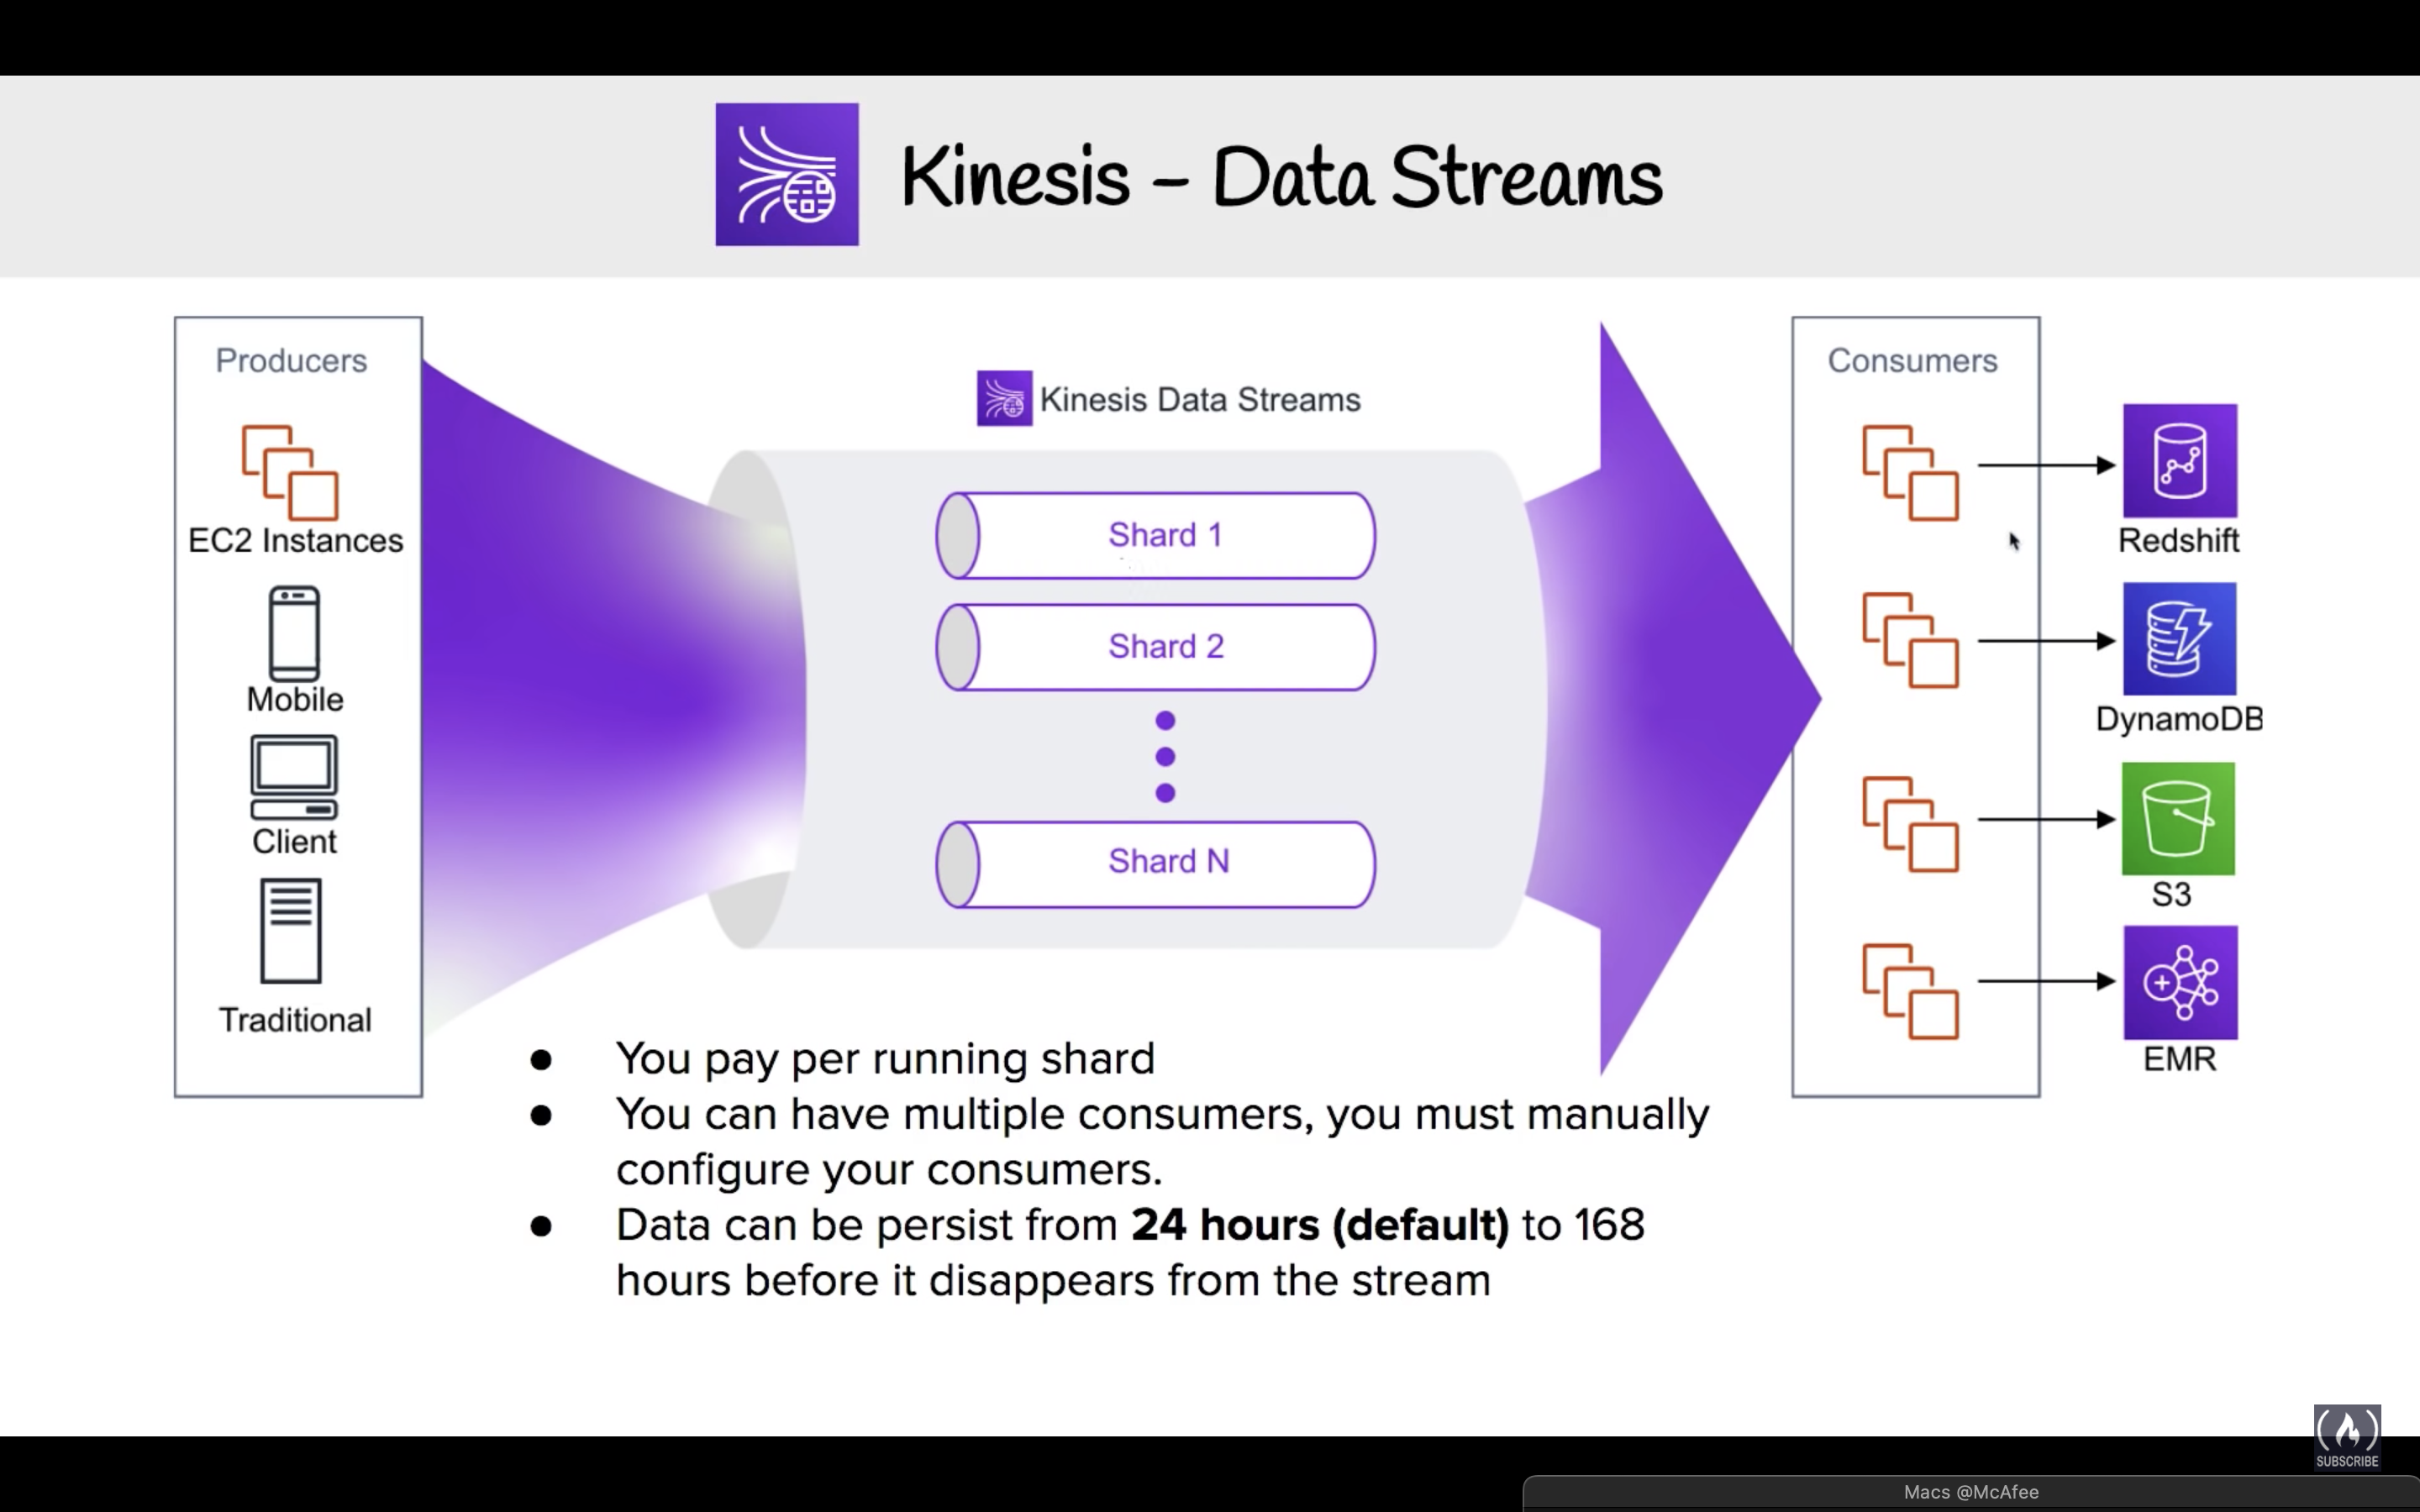 Kinesis – Data Streams
Producers
EC2 Instances
Mobile
Client
Traditional
Kinesis Data Streams
Shard 1
Shard 2
Shard N
Consumers
Redshift
DynamoDB
S3
EMR
● You pay per running shard
● You can have multiple consumers, you must manually
configure your consumers.
● Data can be persist from 24 hours (default) to 168
hours before it disappears from the stream
SUBSCRIBE
Macs @McAfee